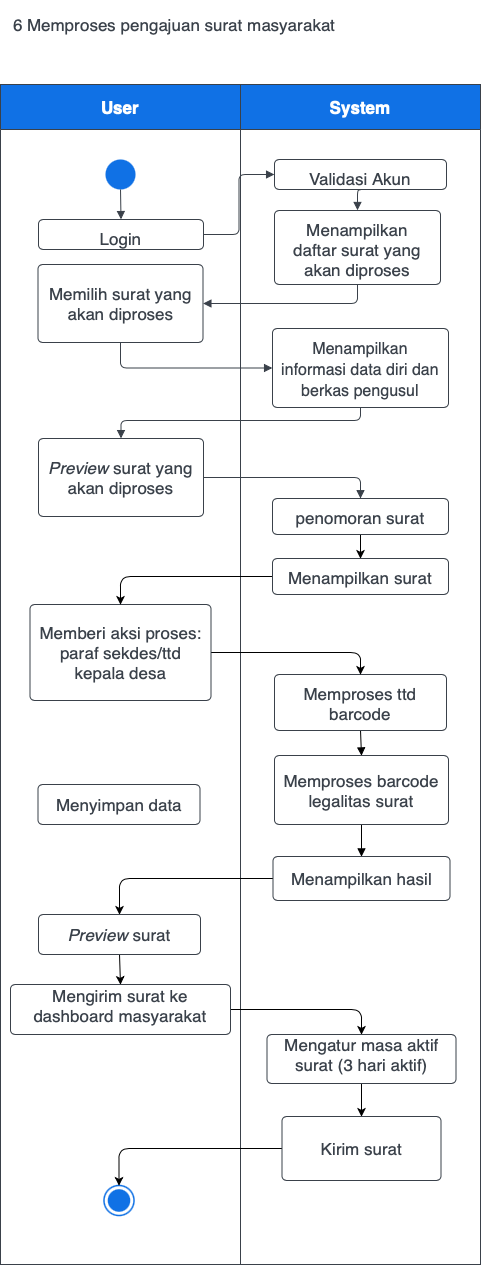 6 Memproses pengajuan surat masyarakat
User
System
Validasi Akun
Login
Menampilkan
daftar surat yang
akan diproses
Memilih surat yang
akan diproses
Menampilkan
informasi data diri dan
berkas pengusul
Preview surat yang
akan diproses
penomoran surat
Menampilkan surat
Memberi aksi proses:
paraf sekdes/ttd
kepala desa
Memproses ttd
barcode
Memproses barcode
legalitas surat
Menyimpan data
Menampilkan hasil
Preview surat
Mengirim surat ke
dashboard masyarakat
Mengatur masa aktif
surat (3 hari aktif)
Kirim surat